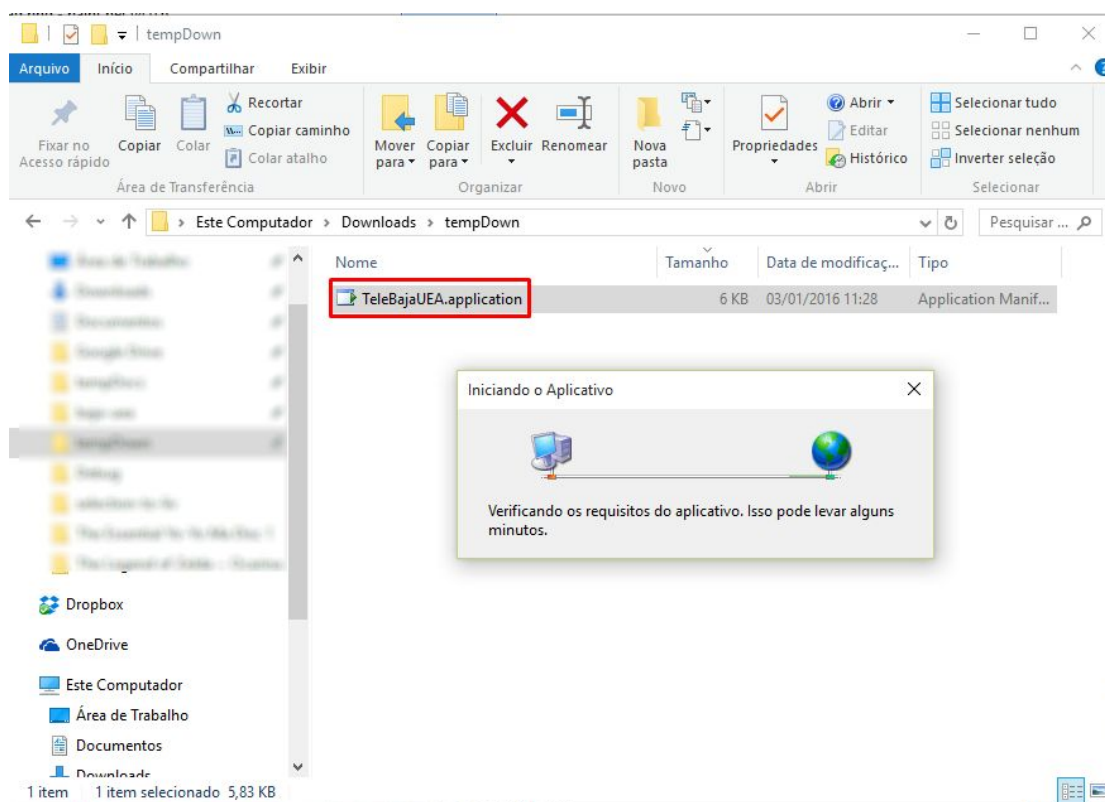 tempDown
Arquivo Início Compartilhar Exibir
Fixar no
Acesso rápido
Copiar
Colar
Recortar
Copiar caminho
Colar atalho
Mover
para
Copiar
para
Excluir
Renomear
Nova
pasta
Propriedades
Abrir
Editar
Histórico
Selecionar tudo
Selecionar nenhum
Inverter seleção
Área de Transferência Organizar Novo Abrir Selecionar
Este Computador > Downloads > tempDown
Pesquisar ...
Nome Tamanho Data de modificaç... Tipo
TeleBajaUEA.application 6 KB 03/01/2016 11:28 Application Manif...
Iniciando o Aplicativo
Verificando os requisitos do aplicativo. Isso pode levar alguns
minutos.
Dropbox
OneDrive
Este Computador
Área de Trabalho
Documentos
Downloads
1 item 1 item selecionado 5,83 KB